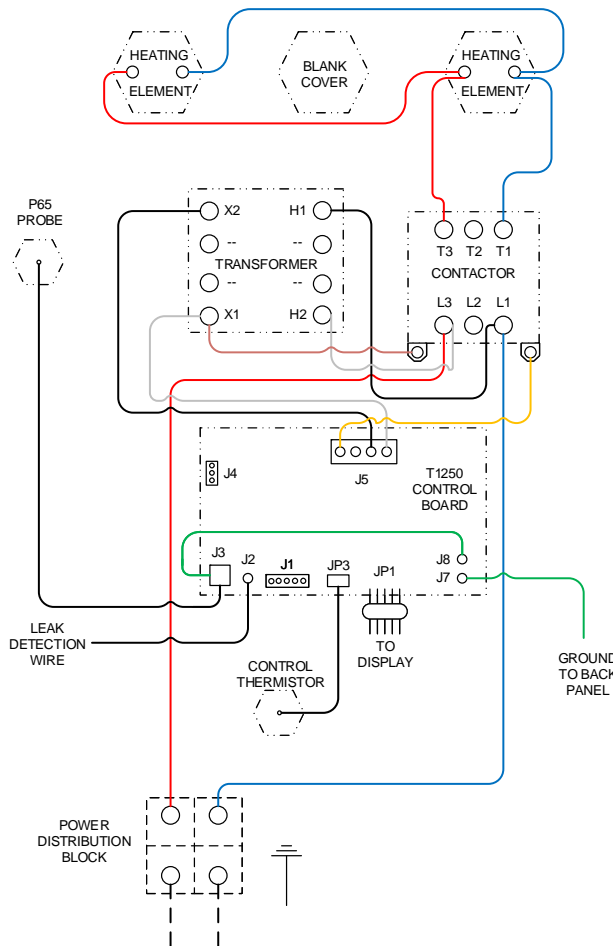 HEATING
ELEMENT
BLANK
COVER
HEATING
ELEMENT
P65
PROBE
X2
H1
--
--
TRANSFORMER
--
--
X1
H2
T3
T2
T1
CONTACTOR
L3
L2
L1
J4
J5
T1250
CONTROL
BOARD
J3
J2
J1
JP3
JP1
J8
J7
LEAK
DETECTION
WIRE
TO
DISPLAY
CONTROL
THERMISTOR
GROUND
TO BACK
PANEL
POWER
DISTRIBUTION
BLOCK